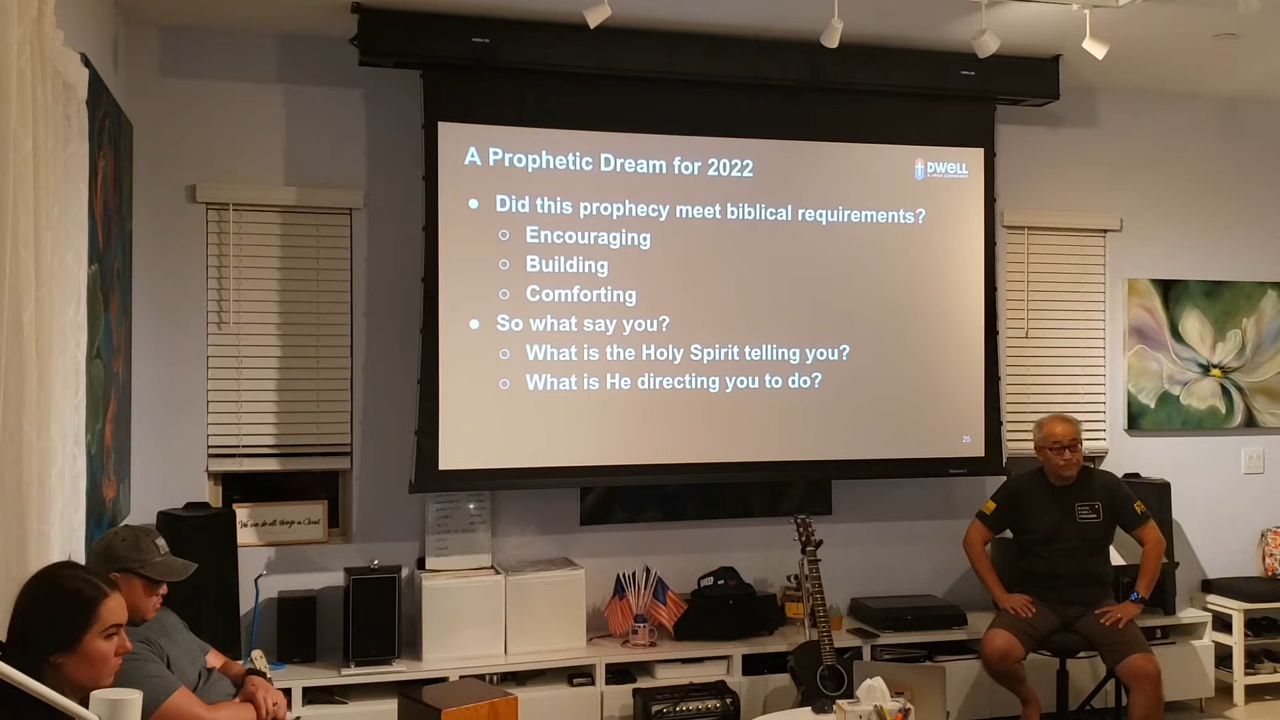 A Prophetic Dream for 2022
DWELL
Did this prophecy meet biblical requirements?
Encouraging
Building
Comforting
So what say you?
What is the Holy Spirit telling you?
What is He directing you to do?
25
We can do all things in Christ